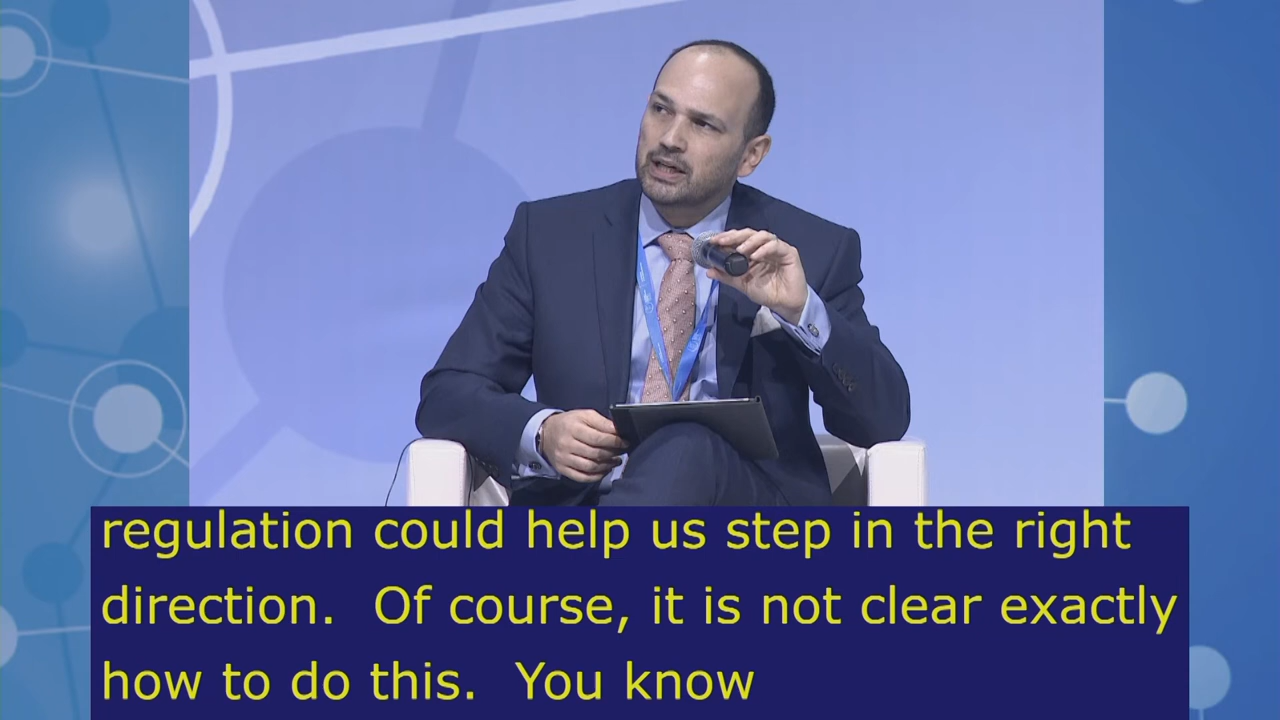 regulation could help us step in the right
direction.  Of course, it is not clear exactly
how to do this.  You know